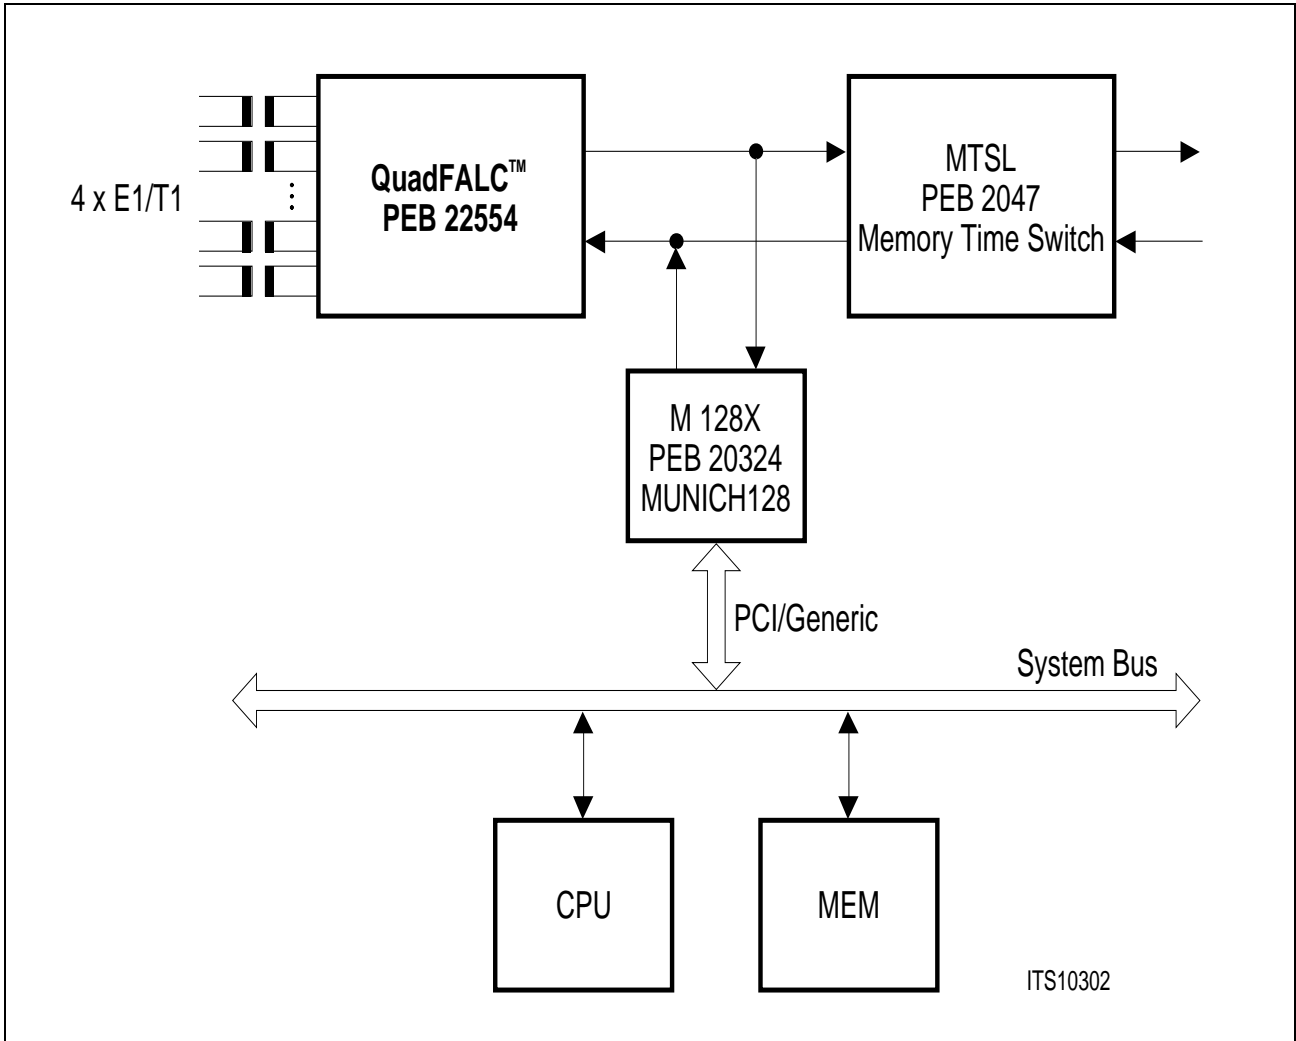 4 x E1/T1
QuadFALC™
PEB 22554
MTSL
PEB 2047
Memory Time Switch
M 128X
PEB 20324
MUNICH128
PCI/Generic
System Bus
CPU
MEM
ITS10302